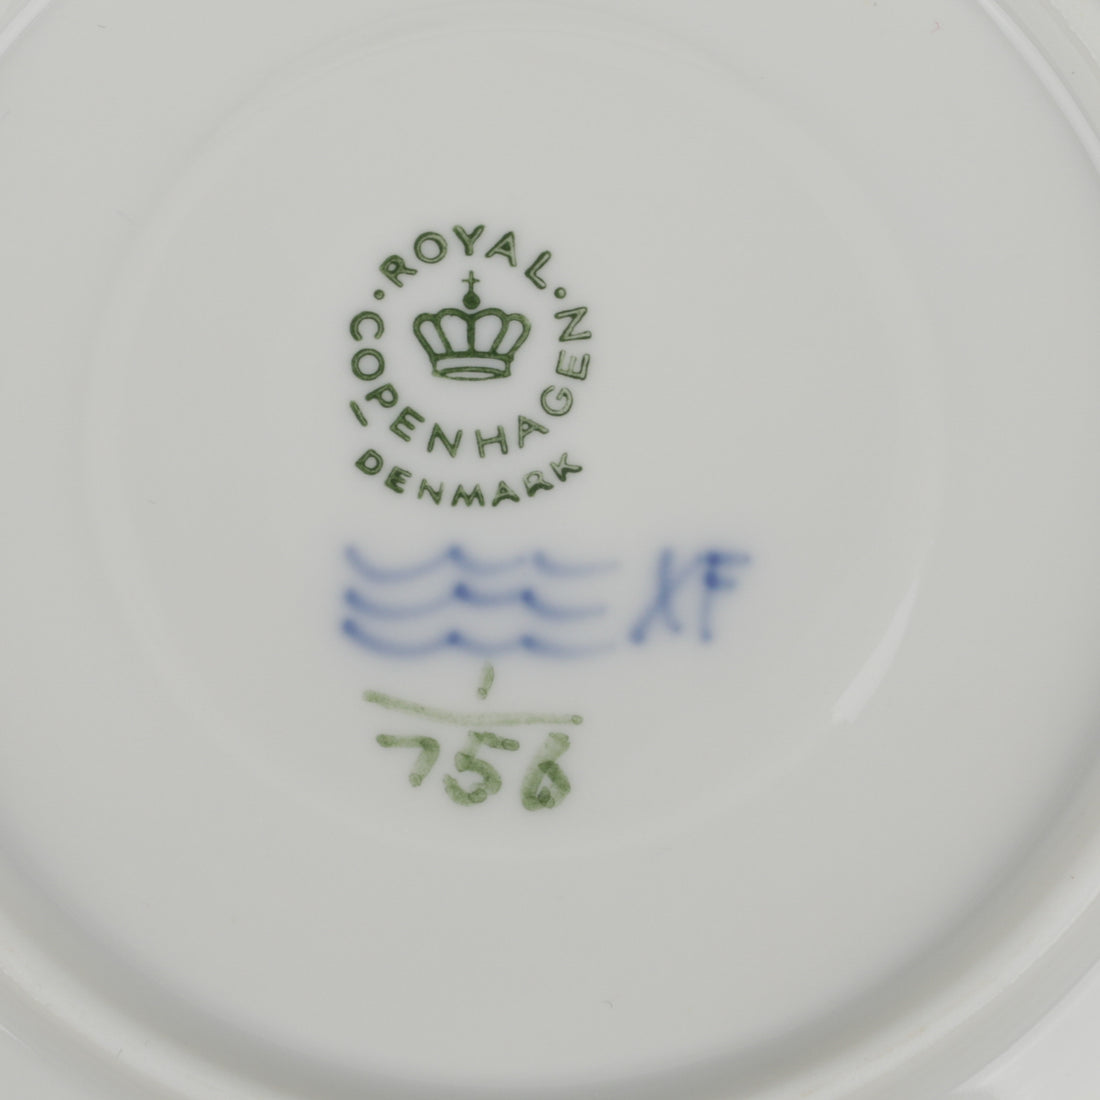 ROYAL
COPENHAGEN
DENMARK
XF
1
756